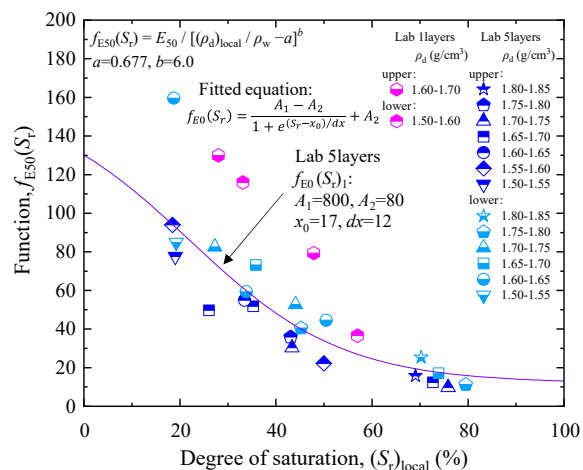 f_E50(S_r) = E_50 / [(ρ_d)_local / ρ_w − a]^b
a=0.677, b=6.0
Fitted equation:
f_E0(S_r) = (A_1 − A_2) / (1 + e^((S_r−x_0)/dx)) + A_2
Lab 5layers
f_E0(S_r)_1:
A_1=800, A_2=80
x_0=17, dx=12
Lab 1layers
ρ_d (g/cm^3)
upper:
1.60-1.70
lower:
1.50-1.60
Lab 5layers
ρ_d (g/cm^3)
upper:
1.80-1.85
1.75-1.80
1.70-1.75
1.65-1.70
1.60-1.65
1.55-1.60
1.50-1.55
lower:
1.80-1.85
1.75-1.80
1.70-1.75
1.65-1.70
1.60-1.65
1.50-1.55
Function, f_E50(S_r)
200
180
160
140
120
100
80
60
40
20
0
0 20 40 60 80 100
Degree of saturation, (S_r)_local (%)